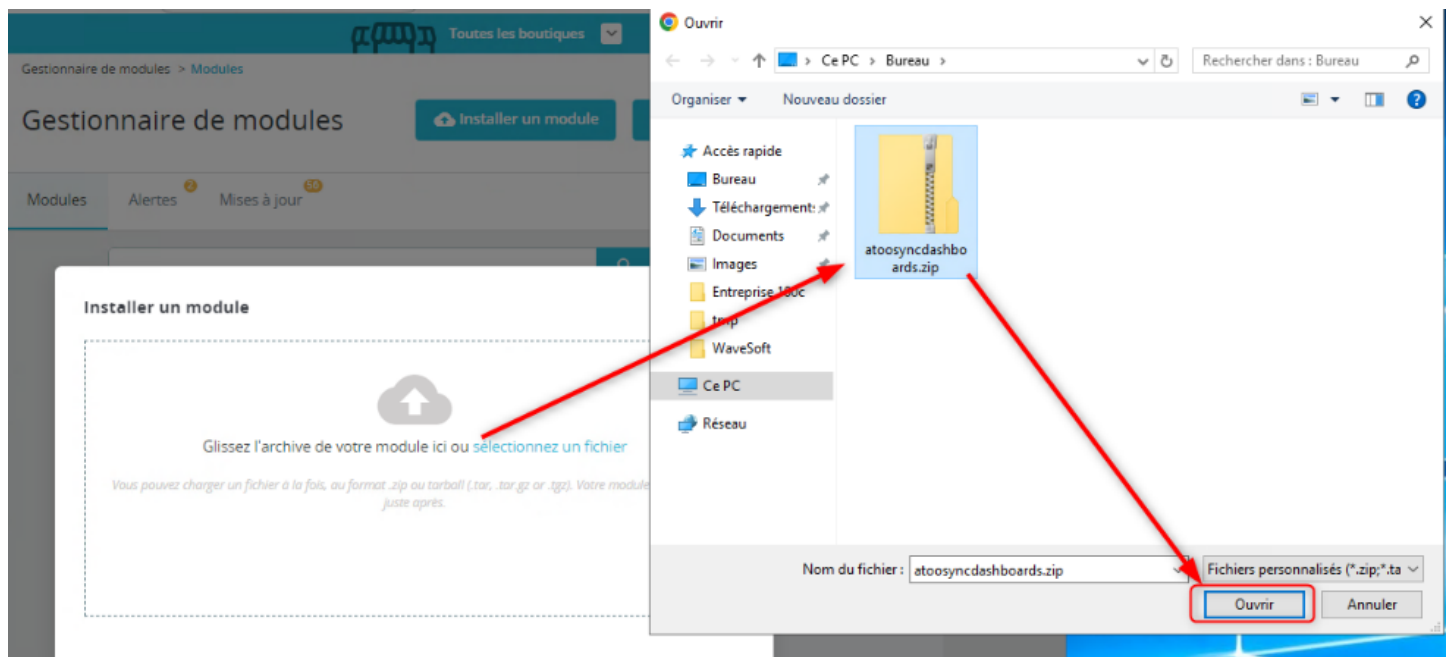 Toutes les boutiques
Gestionnaire de modules > Modules
Gestionnaire de modules
Installer un module
Modules
Alertes
2
Mises à jour
50
Installer un module
Glissez l'archive de votre module ici ou sélectionnez un fichier
Vous pouvez charger un fichier à la fois, au format .zip ou tarball (.tar, .tar.gz or .tgz). Votre module
juste après.
Ouvrir
Ce PC > Bureau >
Rechercher dans : Bureau
Organiser
Nouveau dossier
Accès rapide
Bureau
Téléchargements
Documents
Images
Entreprise 100c
tmp
WaveSoft
Ce PC
Réseau
atoosyncdashbo
ards.zip
Nom du fichier :
atoosyncdashboards.zip
Fichiers personnalisés (*.zip;*.ta
Ouvrir
Annuler